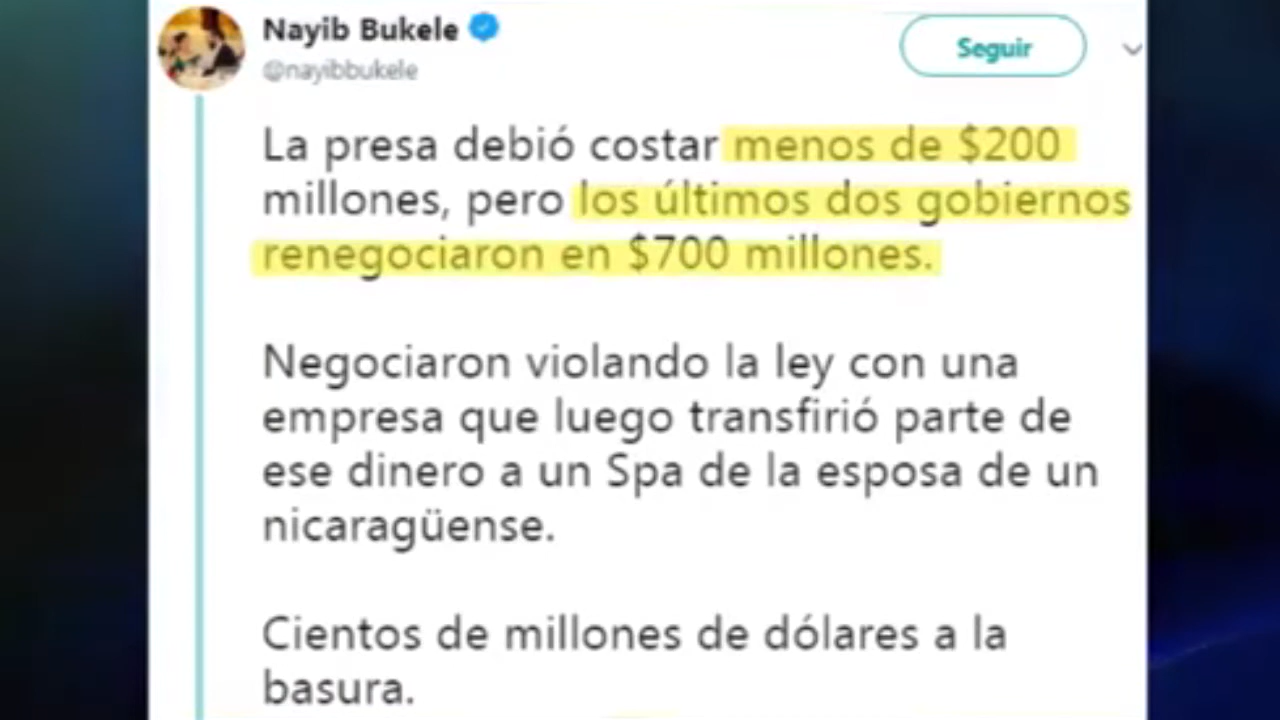 Nayib Bukele
@nayibbukele
Seguir
La presa debió costar menos de $200
millones, pero los últimos dos gobiernos
renegociaron en $700 millones.
Negociaron violando la ley con una
empresa que luego transfirió parte de
ese dinero a un Spa de la esposa de un
nicaragüense.
Cientos de millones de dólares a la
basura.